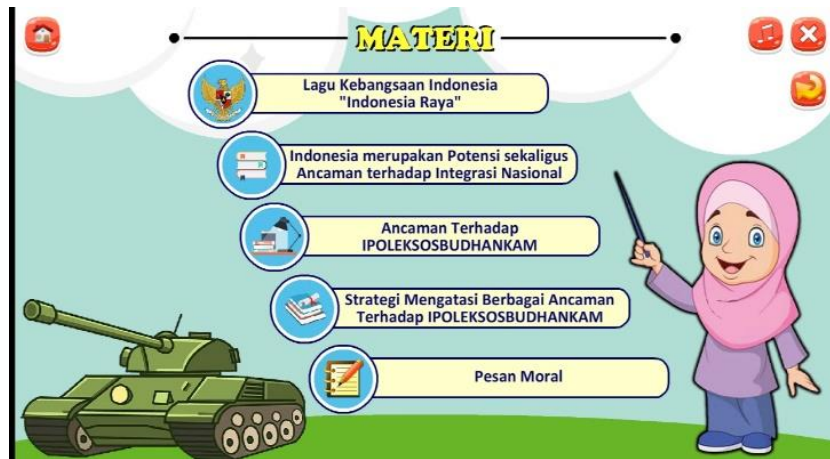 MATERI
Lagu Kebangsaan Indonesia
"Indonesia Raya"
Indonesia merupakan Potensi sekaligus
Ancaman terhadap Integrasi Nasional
Ancaman Terhadap
IPOLEKSOSBUDHANKAM
Strategi Mengatasi Berbagai Ancaman
Terhadap IPOLEKSOSBUDHANKAM
Pesan Moral